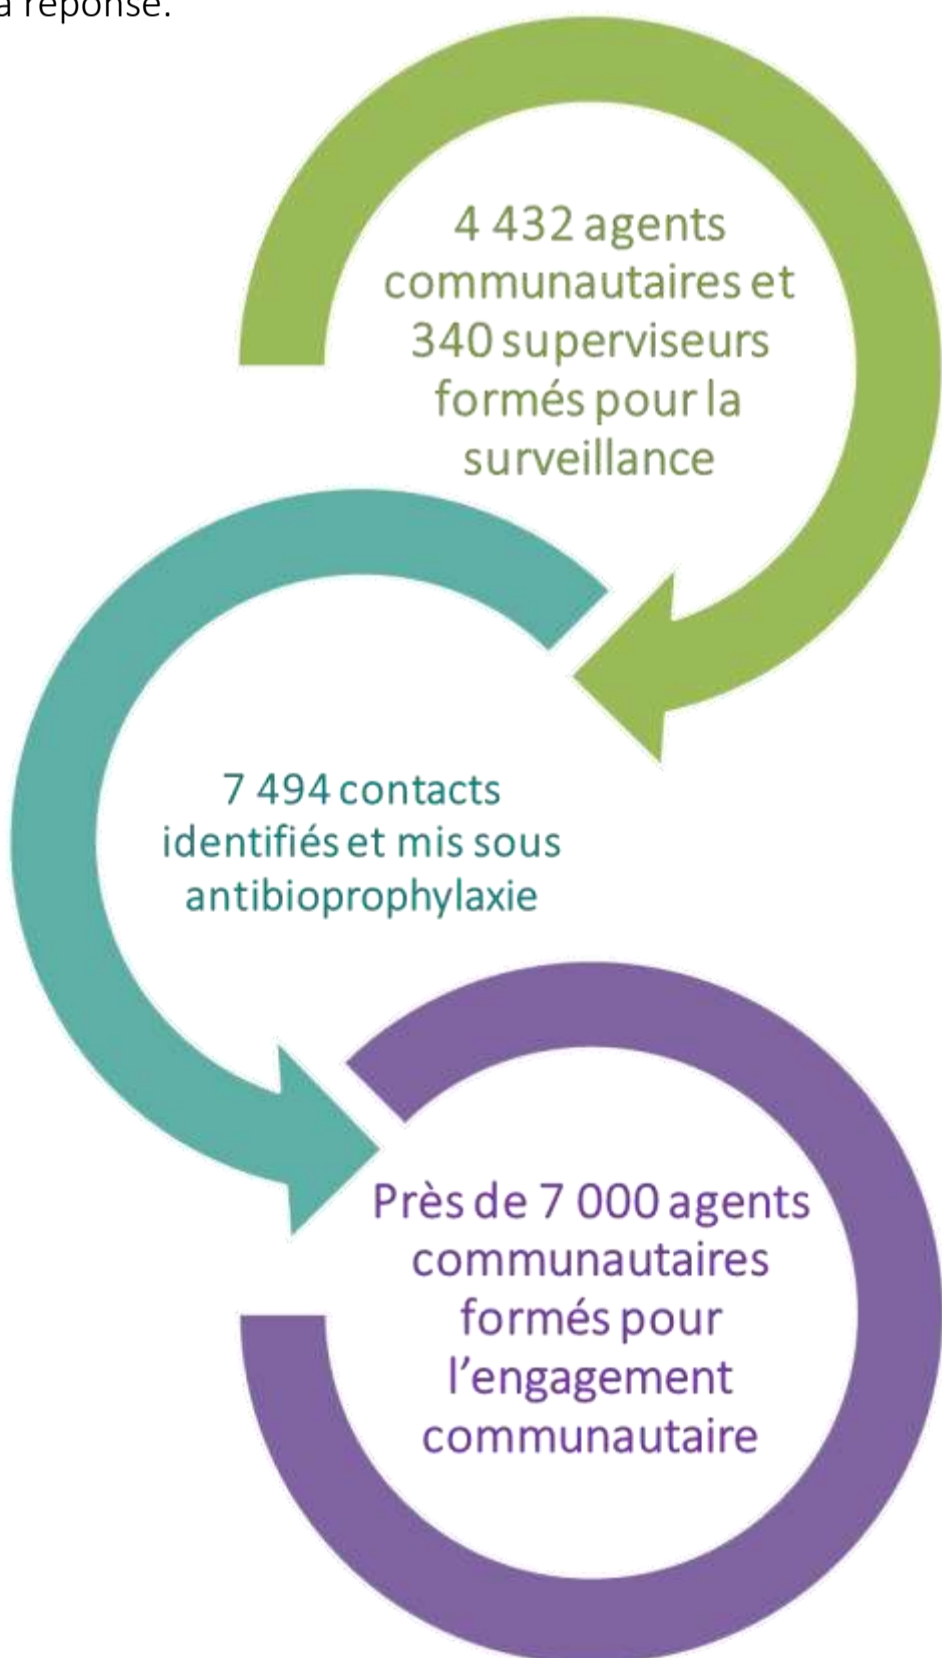 a réponse.
4 432 agents
communautaires et
340 superviseurs
formés pour la
surveillance
7 494 contacts
identifiés et mis sous
antibioprophylaxie
Près de 7 000 agents
communautaires
formés pour
l’engagement
communautaire